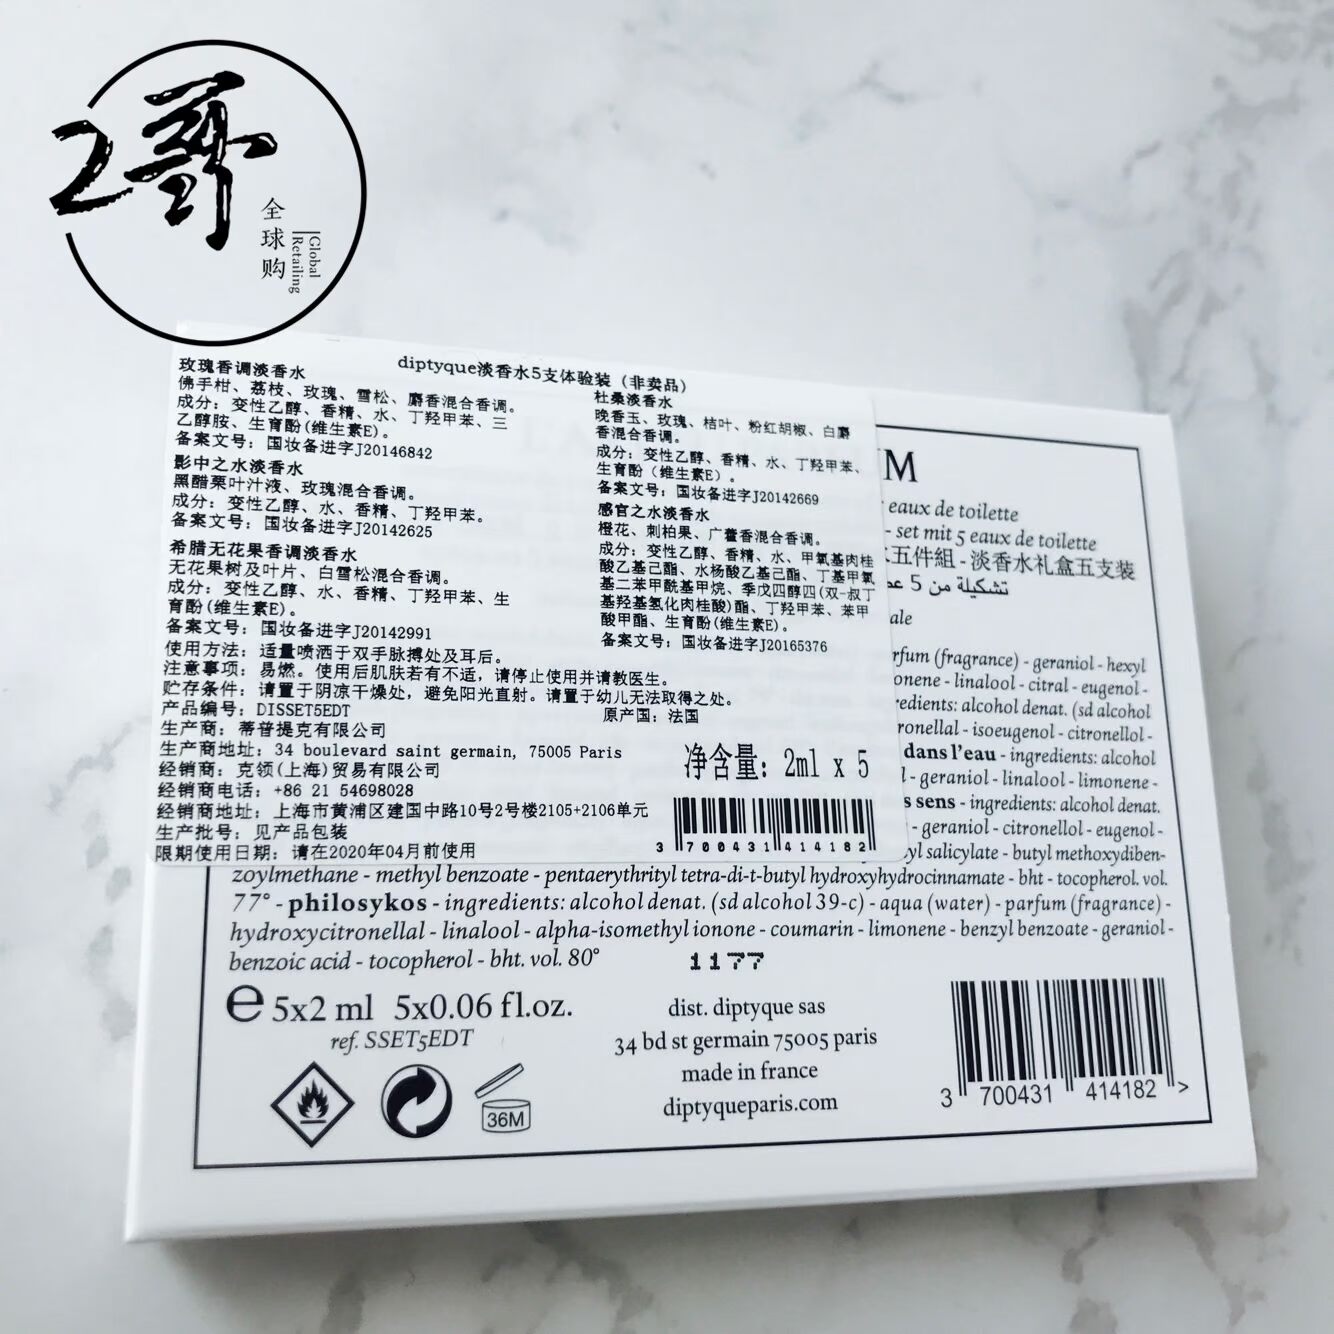 2哥
全球购
Global
Retailing
diptyque淡香水5支体验装（非卖品）
玫瑰香调淡香水
佛手柑、荔枝、玫瑰、雪松、麝香混合香调。
成分：变性乙醇、香精、水、丁羟甲苯、三
乙醇胺、生育酚(维生素E)。
备案文号：国妆备进字J20146842
影中之水淡香水
黑醋栗叶汁液、玫瑰混合香调。
成分：变性乙醇、水、香精、丁羟甲苯。
备案文号：国妆备进字J20142625
希腊无花果香调淡香水
无花果树及叶片、白雪松混合香调。
成分：变性乙醇、水、香精、丁羟甲苯、生
育酚(维生素E)。
备案文号：国妆备进字J20142991
杜桑淡香水
晚香玉、玫瑰、桔叶、粉红胡椒、白麝
香混合香调。
成分：变性乙醇、香精、水、丁羟甲苯、
生育酚（维生素E）。
备案文号：国妆备进字J20142669
感官之水淡香水
橙花、刺柏果、广藿香混合香调。
成分：变性乙醇、香精、水、甲氧基肉桂
酸乙基己酯、水杨酸乙基己酯、丁基甲氧
基二苯甲酰基甲烷、季戊四醇四(双-叔丁
基羟基氢化肉桂酸)酯、丁羟甲苯、苯甲
酸甲酯、生育酚(维生素E)。
备案文号：国妆备进字J20165376
使用方法：适量喷洒于双手脉搏处及耳后。
注意事项：易燃。使用后肌肤若有不适，请停止使用并请教医生。
贮存条件：请置于阴凉干燥处，避免阳光直射。请置于幼儿无法取得之处。
产品编号：DISSET5EDT 原产国：法国
生产商：蒂普提克有限公司
生产商地址：34 boulevard saint germain, 75005 Paris
经销商：克领(上海)贸易有限公司
经销商电话：+86 21 54698028
经销商地址：上海市黄浦区建国中路10号2号楼2105+2106单元
生产批号：见产品包装
限期使用日期：请在2020年04月前使用
净含量：2ml x 5
3 700431 414182
M
eaux de toilette
- set mit 5 eaux de toilette
五件組 - 淡香水礼盒五支装
تشكيلة من 5
ale
rfum (fragrance) - geraniol - hexyl
onene - linalool - citral - eugenol -
redients: alcohol denat. (sd alcohol
ronellal - isoeugenol - citronellol -
dans l'eau - ingredients: alcohol
l - geraniol - linalool - limonene -
s sens - ingredients: alcohol denat.
- geraniol - citronellol - eugenol -
yl salicylate - butyl methoxydiben-
zoylmethane - methyl benzoate - pentaerythrityl tetra-di-t-butyl hydroxyhydrocinnamate - bht - tocopherol. vol.
77° - philosykos - ingredients: alcohol denat. (sd alcohol 39-c) - aqua (water) - parfum (fragrance) -
hydroxycitronellal - linalool - alpha-isomethyl ionone - coumarin - limonene - benzyl benzoate - geraniol -
benzoic acid - tocopherol - bht. vol. 80°
1177
e 5x2 ml 5x0.06 fl.oz.
ref. SSET5EDT
36M
dist. diptyque sas
34 bd st germain 75005 paris
made in france
diptyqueparis.com
3 700431 414182 >